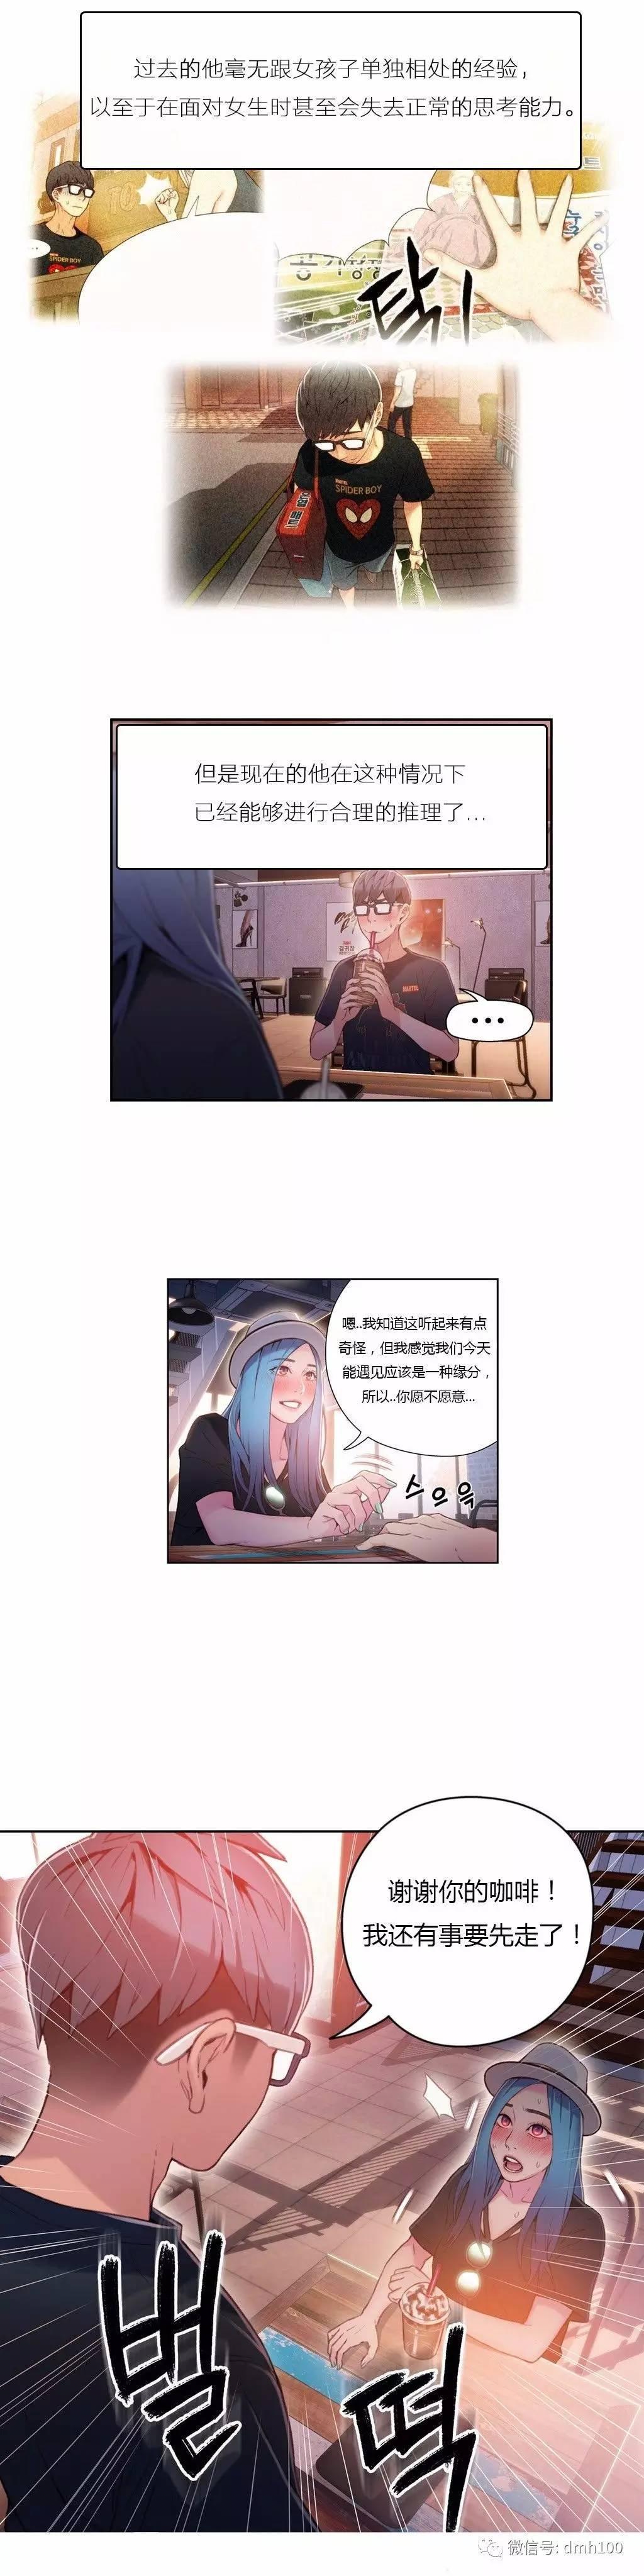 过去的他毫无跟女孩子单独相处的经验，
以至于在面对女生时甚至会失去正常的思考能力。
...
SPIDER BOY
탁!
SPIDER BOY
但是现在的他在这种情况下
已经能够进行合理的推理了...
MARTEL
...
嗯..我知道这听起来有点
奇怪，但我感觉我们今天
能遇见应该是一种缘分，
所以..你愿不愿意...
스으윽
谢谢你的咖啡！
我还有事要先走了！
벌떡
微信号: dmh100